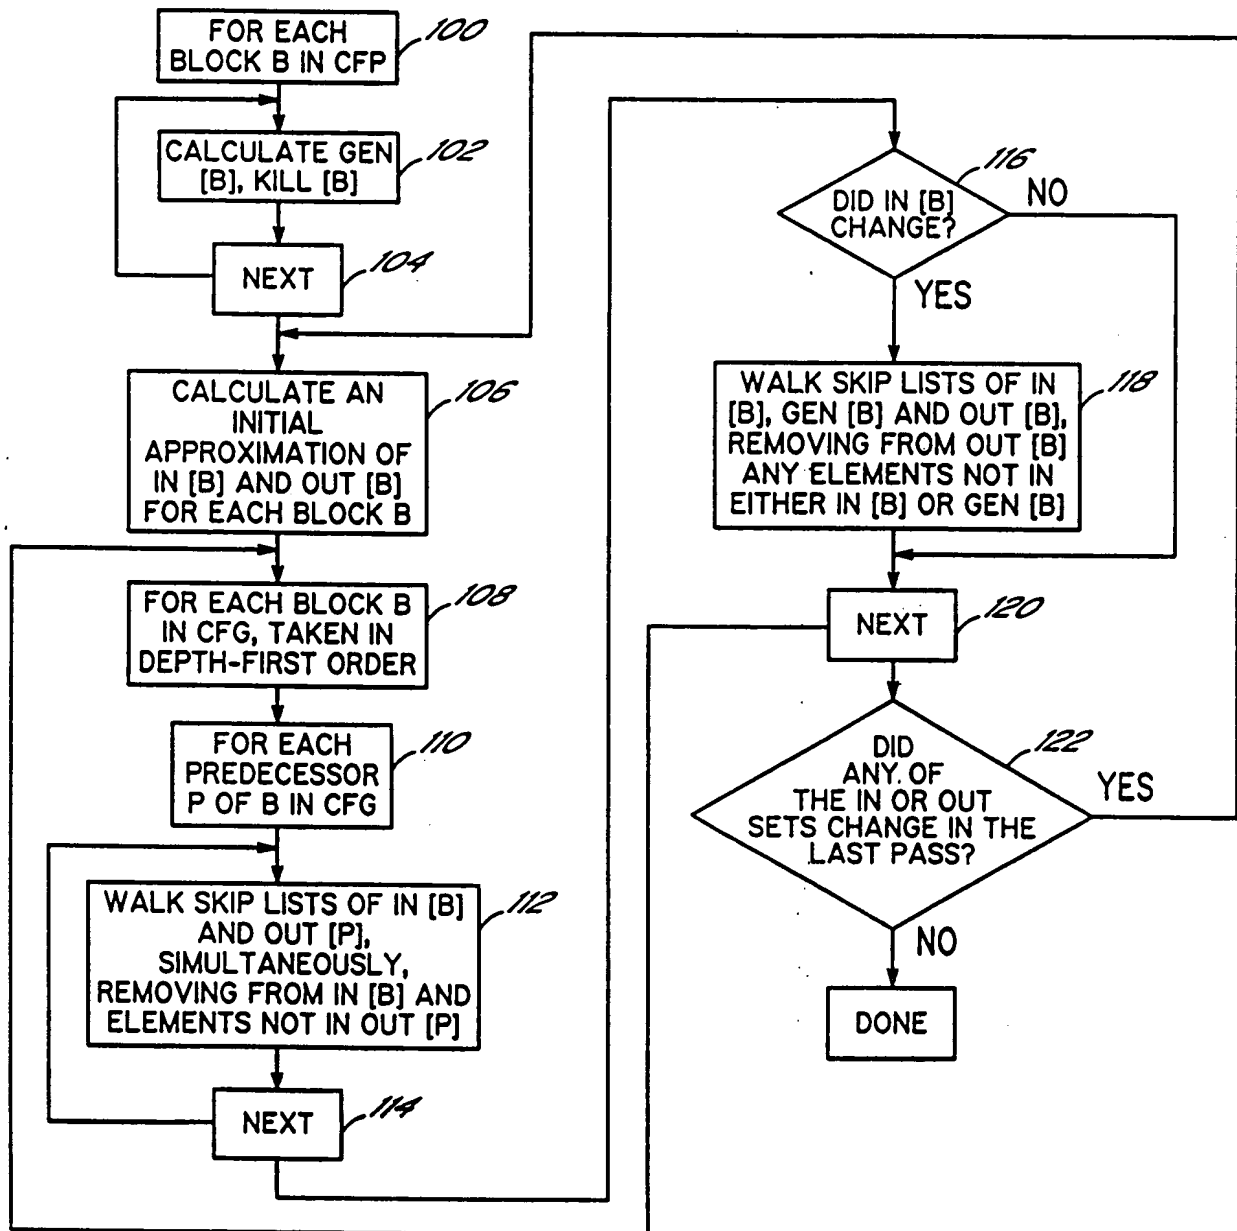 FOR EACH
BLOCK B IN CFP
100
CALCULATE GEN
[B], KILL [B]
102
NEXT
104
CALCULATE AN
INITIAL
APPROXIMATION OF
IN [B] AND OUT [B]
FOR EACH BLOCK B
106
FOR EACH BLOCK B
IN CFG, TAKEN IN
DEPTH-FIRST ORDER
108
FOR EACH
PREDECESSOR
P OF B IN CFG
110
WALK SKIP LISTS OF IN [B]
AND OUT [P],
SIMULTANEOUSLY,
REMOVING FROM IN [B] AND
ELEMENTS NOT IN OUT [P]
112
NEXT
114
DID IN [B]
CHANGE?
116
NO
YES
WALK SKIP LISTS OF IN
[B], GEN [B] AND OUT [B],
REMOVING FROM OUT [B]
ANY ELEMENTS NOT IN
EITHER IN [B] OR GEN [B]
118
NEXT
120
DID
ANY. OF
THE IN OR OUT
SETS CHANGE IN THE
LAST PASS?
122
YES
NO
DONE